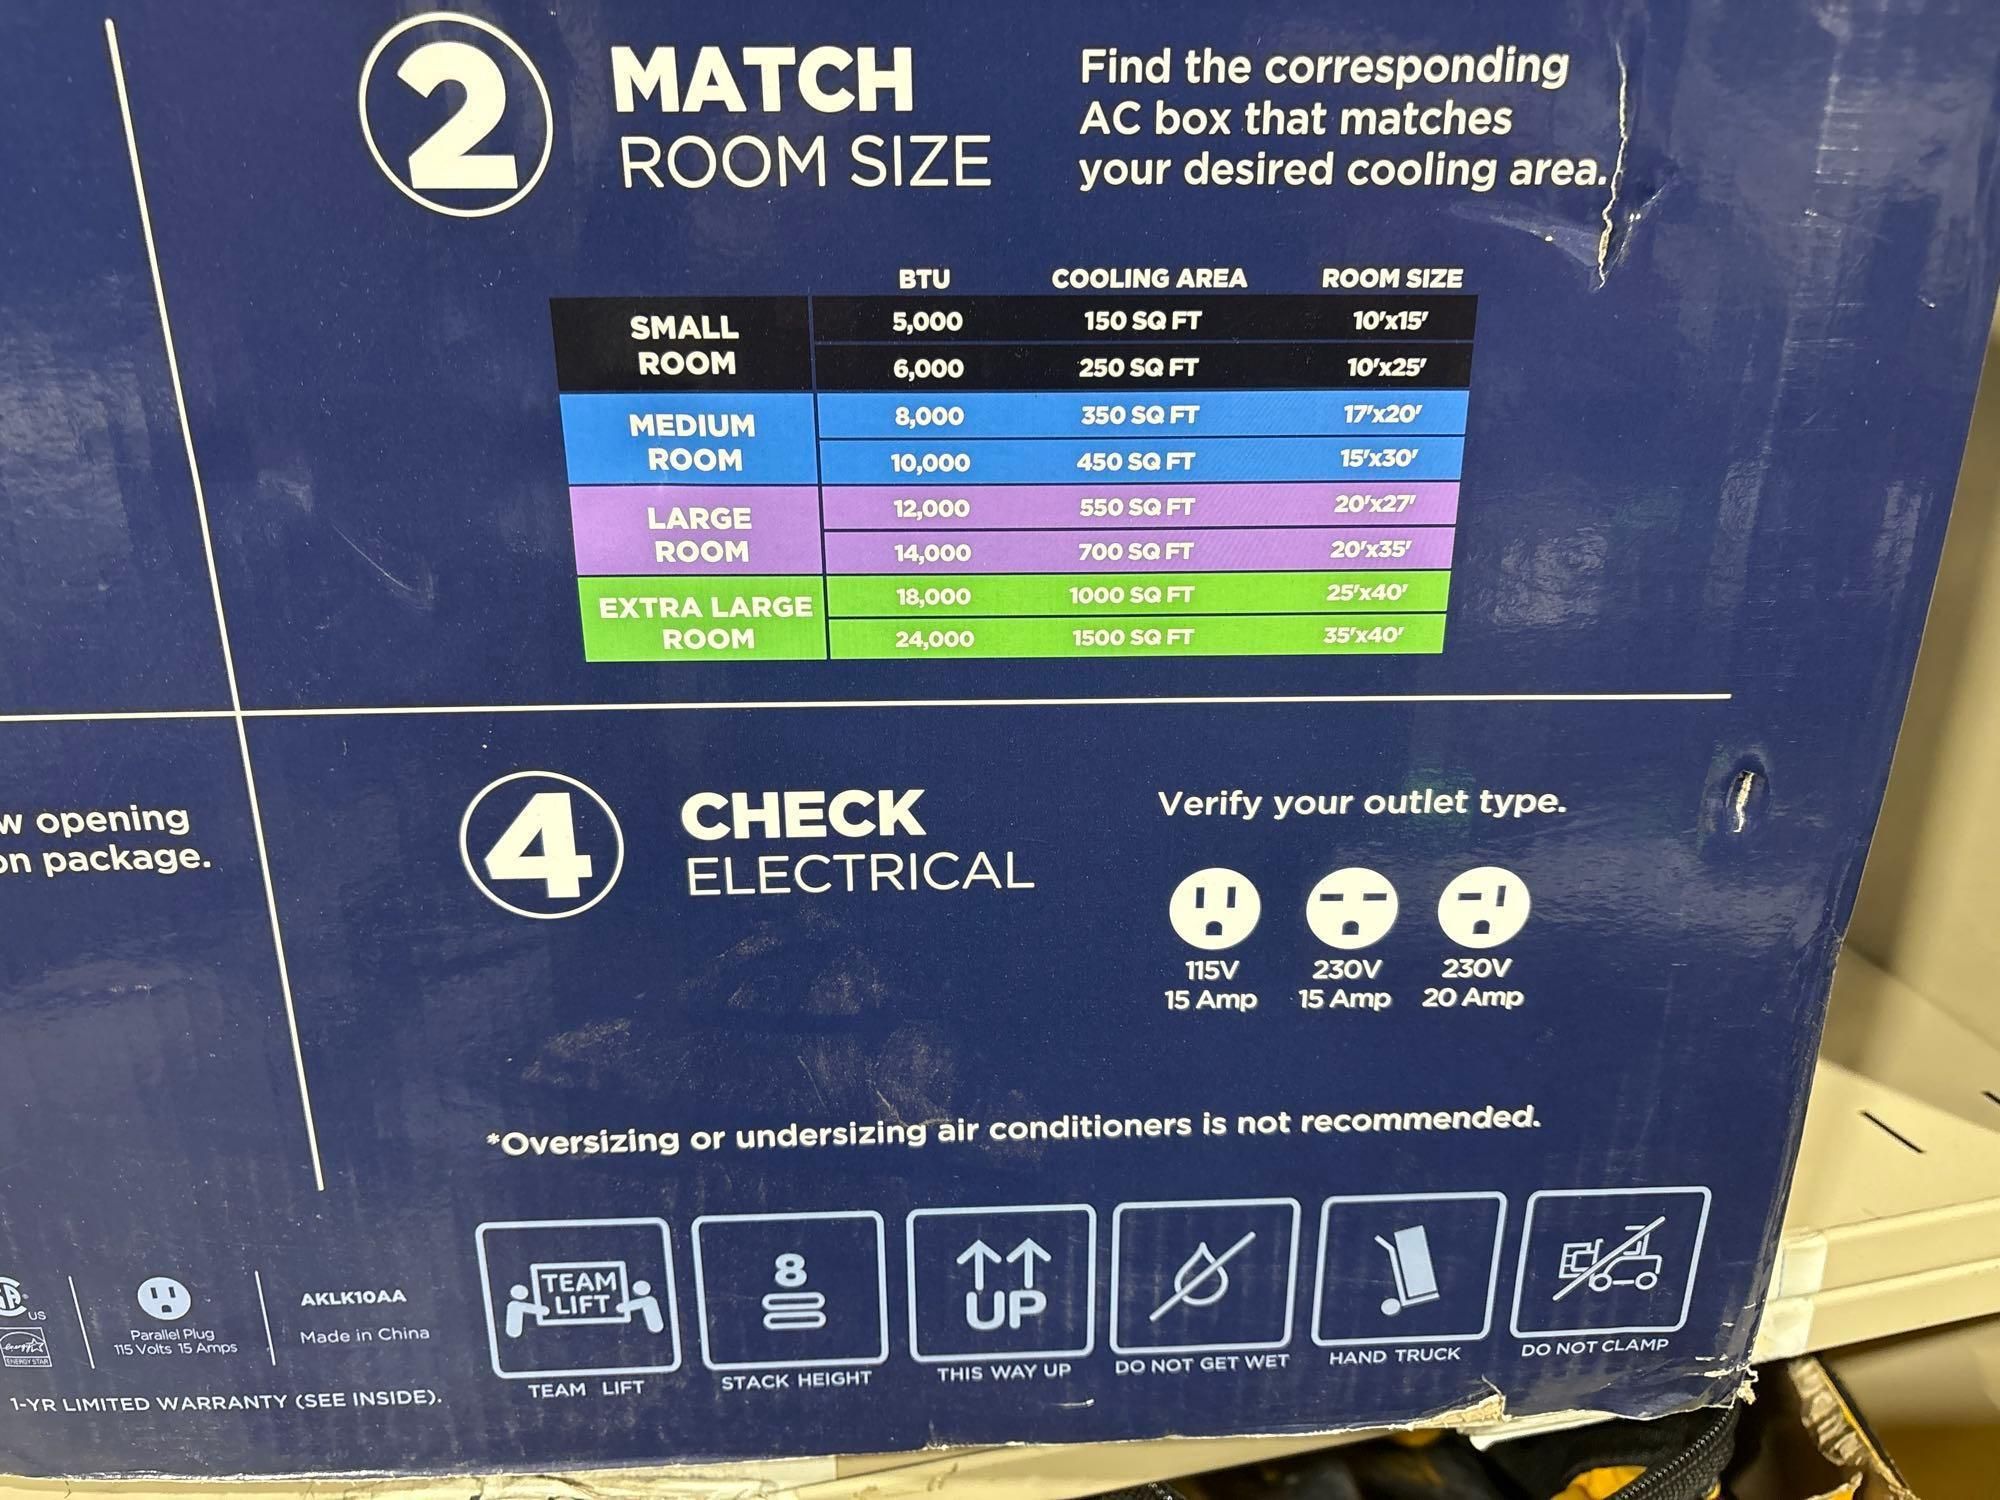 2
MATCH
ROOM SIZE
Find the corresponding
AC box that matches
your desired cooling area.
BTU COOLING AREA ROOM SIZE
SMALL
ROOM
5,000 150 SQ FT 10'x15'
6,000 250 SQ FT 10'x25'
MEDIUM
ROOM
8,000 350 SQ FT 17'x20'
10,000 450 SQ FT 15'x30'
LARGE
ROOM
12,000 550 SQ FT 20'x27'
14,000 700 SQ FT 20'x35'
EXTRA LARGE
ROOM
18,000 1000 SQ FT 25'x40'
24,000 1500 SQ FT 35'x40'
w opening
on package.
4
CHECK
ELECTRICAL
Verify your outlet type.
115V
15 Amp
230V
15 Amp
230V
20 Amp
*Oversizing or undersizing air conditioners is not recommended.
US
ENERGY STAR
Parallel Plug
115 Volts 15 Amps
AKLK10AA
Made in China
1-YR LIMITED WARRANTY (SEE INSIDE).
TEAM
LIFT
TEAM LIFT
8
STACK HEIGHT
UP
THIS WAY UP
DO NOT GET WET
HAND TRUCK
DO NOT CLAMP